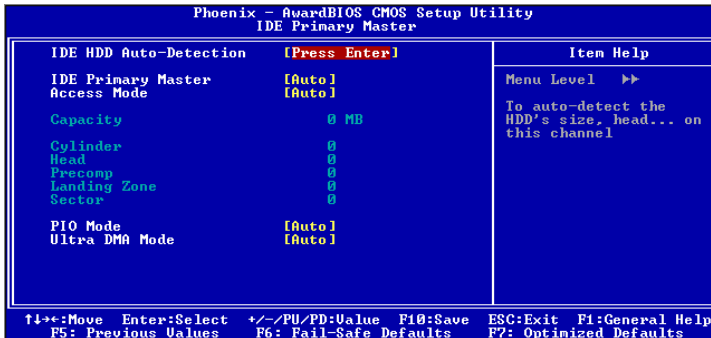 Phoenix - AwardBIOS CMOS Setup Utility
IDE Primary Master
IDE HDD Auto-Detection [Press Enter]
IDE Primary Master [Auto]
Access Mode [Auto]
Capacity 0 MB
Cylinder 0
Head 0
Precomp 0
Landing Zone 0
Sector 0
PIO Mode [Auto]
Ultra DMA Mode [Auto]
Item Help
Menu Level ▶▶
To auto-detect the
HDD's size, head... on
this channel
↑↓→←:Move Enter:Select +/-/PU/PD:Value F10:Save ESC:Exit F1:General Help
F5: Previous Values F6: Fail-Safe Defaults F7: Optimized Defaults